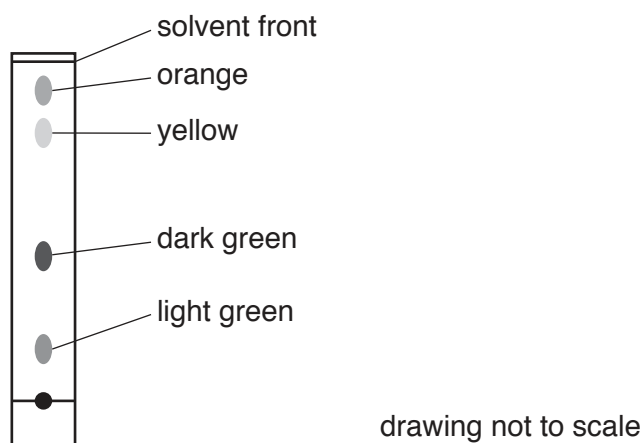 solvent front
orange
yellow
dark green
light green
drawing not to scale